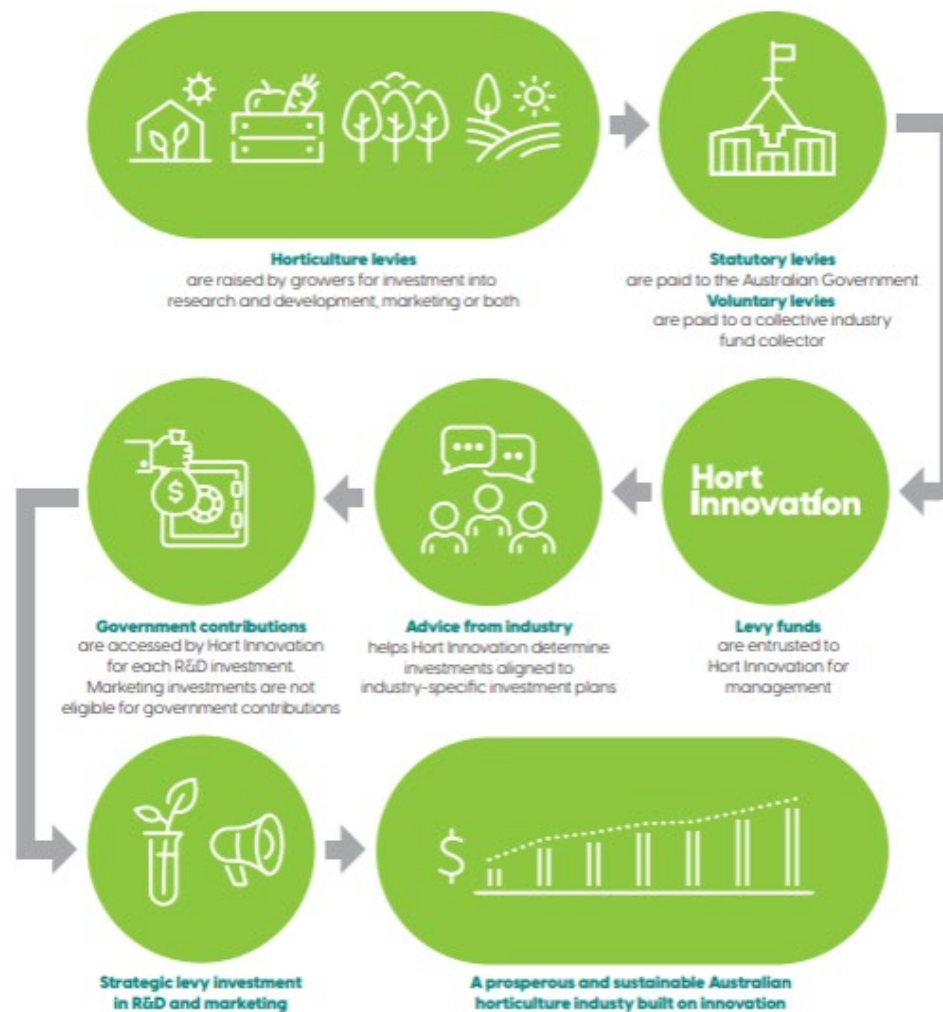 Horticulture levies
are raised by growers for investment into
research and development, marketing or both
Statutory levies
are paid to the Australian Government
Voluntary levies
are paid to a collective industry
fund collector
Hort
Innovation
Levy funds
are entrusted to
Hort Innovation for
management
Advice from industry
helps Hort Innovation determine
investments aligned to
industry-specific investment plans
$
Government contributions
are accessed by Hort Innovation
for each R&D investment.
Marketing investments are not
eligible for government contributions
Strategic levy investment
in R&D and marketing
$
A prosperous and sustainable Australian
horticulture industy built on innovation